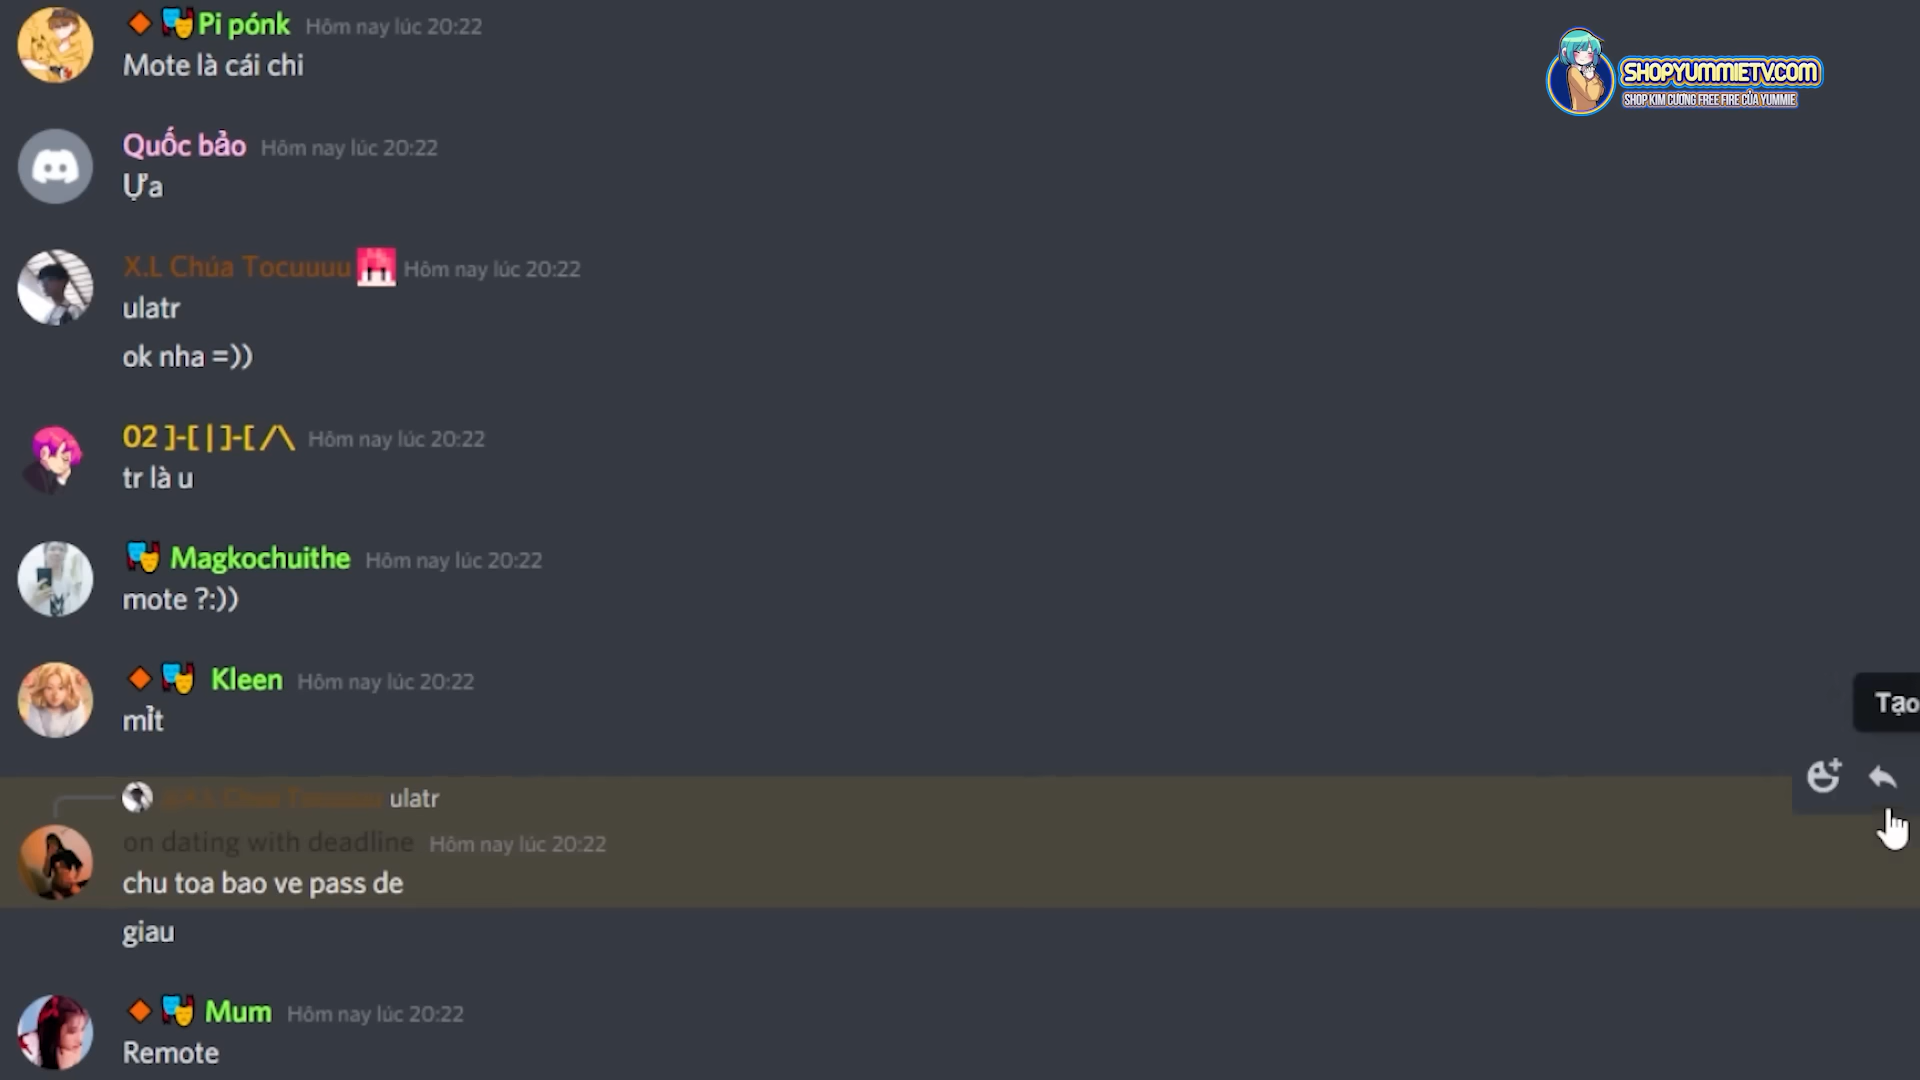 Pi pónk Hôm nay lúc 20:22
Mote là cái chi
SHOPYUMMIETV.COM
SHOP KIM CƯƠNG FREE FIRE CỦA YUMMIE
Quốc bảo Hôm nay lúc 20:22
Ựa
X.L Chúa Tocuuuu Hôm nay lúc 20:22
ulatr
ok nha =))
02 ]-[ | ]-[ /\ Hôm nay lúc 20:22
tr là u
Magkochuithe Hôm nay lúc 20:22
mote ?:))
Kleen Hôm nay lúc 20:22
mỉt
Tạo
ulatr
on dating with deadline Hôm nay lúc 20:22
chu toa bao ve pass de
giau
Mum Hôm nay lúc 20:22
Remote